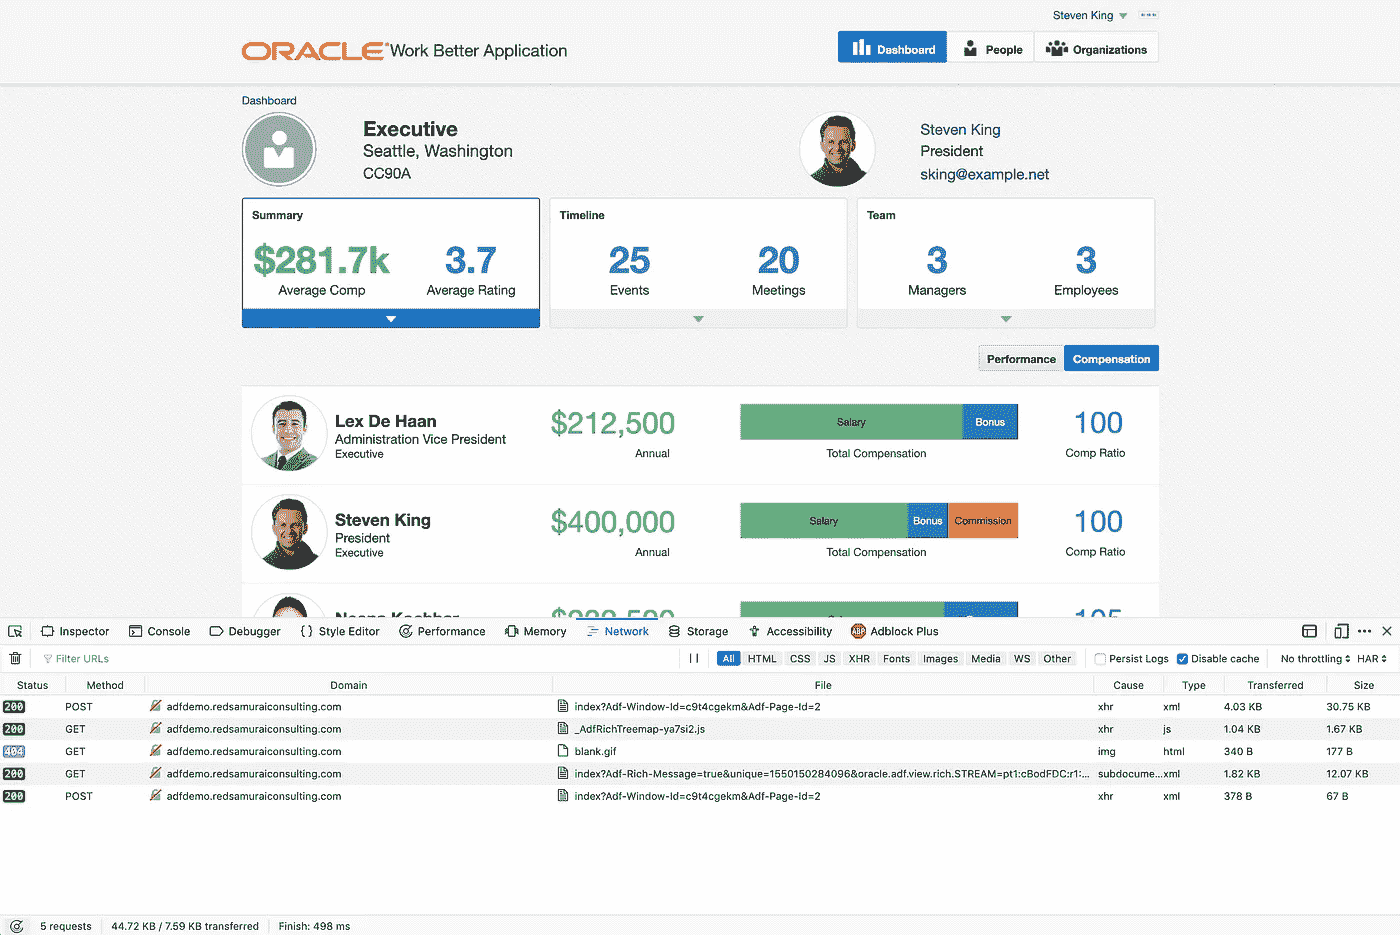 Steven King
ORACLE Work Better Application
Dashboard People Organizations
Dashboard
Executive
Seattle, Washington
CC90A
Steven King
President
sking@example.net
Summary
$281.7k 3.7
Average Comp Average Rating
Timeline
25 20
Events Meetings
Team
3 3
Managers Employees
Performance Compensation
Lex De Haan
Administration Vice President
Executive
$212,500
Annual
Salary Bonus
Total Compensation
100
Comp Ratio
Steven King
President
Executive
$400,000
Annual
Salary Bonus Commission
Total Compensation
100
Comp Ratio
Inspector Console Debugger Style Editor Performance Memory Network Storage Accessibility Adblock Plus
Filter URLs All HTML CSS JS XHR Fonts Images Media WS Other Persist Logs Disable cache No throttling HAR
Status Method Domain File Cause Type Transferred Size
200 POST adfdemo.redsamuraiconsulting.com index?Adf-Window-Id=c9t4cgekm&Adf-Page-Id=2 xhr xml 4.03 KB 30.75 KB
200 GET adfdemo.redsamuraiconsulting.com _AdfRichTreemap-ya7si2.js xhr js 1.04 KB 1.67 KB
404 GET adfdemo.redsamuraiconsulting.com blank.gif img html 340 B 177 B
200 GET adfdemo.redsamuraiconsulting.com index?Adf-Rich-Message=true&unique=1550150284096&oracle.adf.view.rich.STREAM=pt1:cBodFDC:r1:... subdocume... xml 1.82 KB 12.07 KB
200 POST adfdemo.redsamuraiconsulting.com index?Adf-Window-Id=c9t4cgekm&Adf-Page-Id=2 xhr xml 378 B 67 B
5 requests 44.72 KB / 7.59 KB transferred Finish: 498 ms